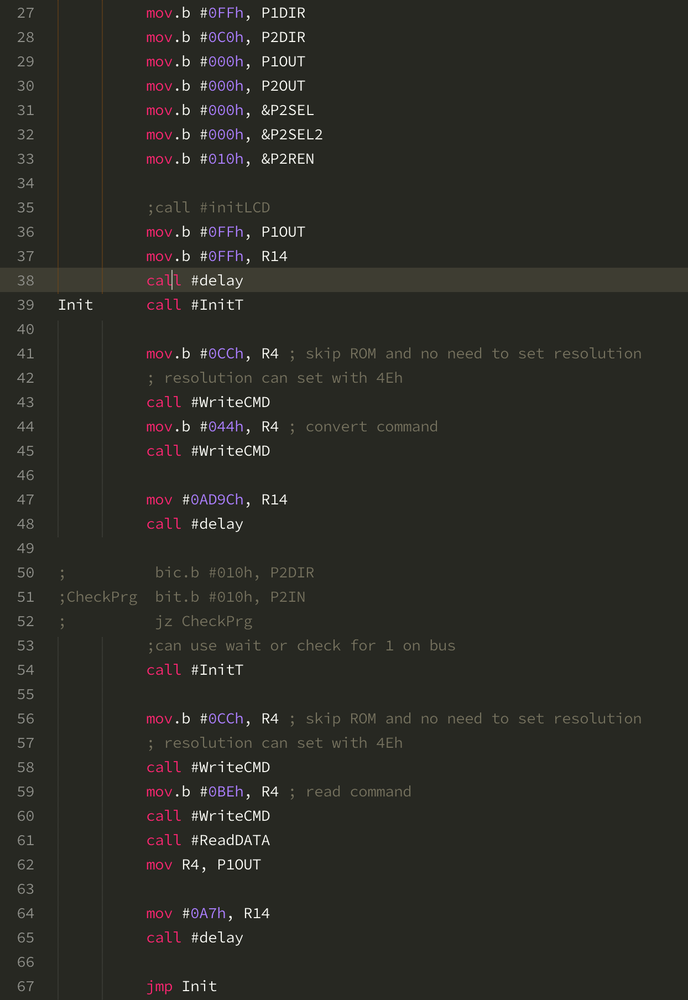 27 mov.b #0FFh, P1DIR
28 mov.b #0C0h, P2DIR
29 mov.b #000h, P1OUT
30 mov.b #000h, P2OUT
31 mov.b #000h, &P2SEL
32 mov.b #000h, &P2SEL2
33 mov.b #010h, &P2REN
34
35 ;call #initLCD
36 mov.b #0FFh, P1OUT
37 mov.b #0FFh, R14
38 call #delay
39 Init call #InitT
40
41 mov.b #0CCh, R4 ; skip ROM and no need to set resolution
42 ; resolution can set with 4Eh
43 call #WriteCMD
44 mov.b #044h, R4 ; convert command
45 call #WriteCMD
46
47 mov #0AD9Ch, R14
48 call #delay
49
50 ; bic.b #010h, P2DIR
51 ;CheckPrg bit.b #010h, P2IN
52 ; jz CheckPrg
53 ;can use wait or check for 1 on bus
54 call #InitT
55
56 mov.b #0CCh, R4 ; skip ROM and no need to set resolution
57 ; resolution can set with 4Eh
58 call #WriteCMD
59 mov.b #0BEh, R4 ; read command
60 call #WriteCMD
61 call #ReadDATA
62 mov R4, P1OUT
63
64 mov #0A7h, R14
65 call #delay
66
67 jmp Init